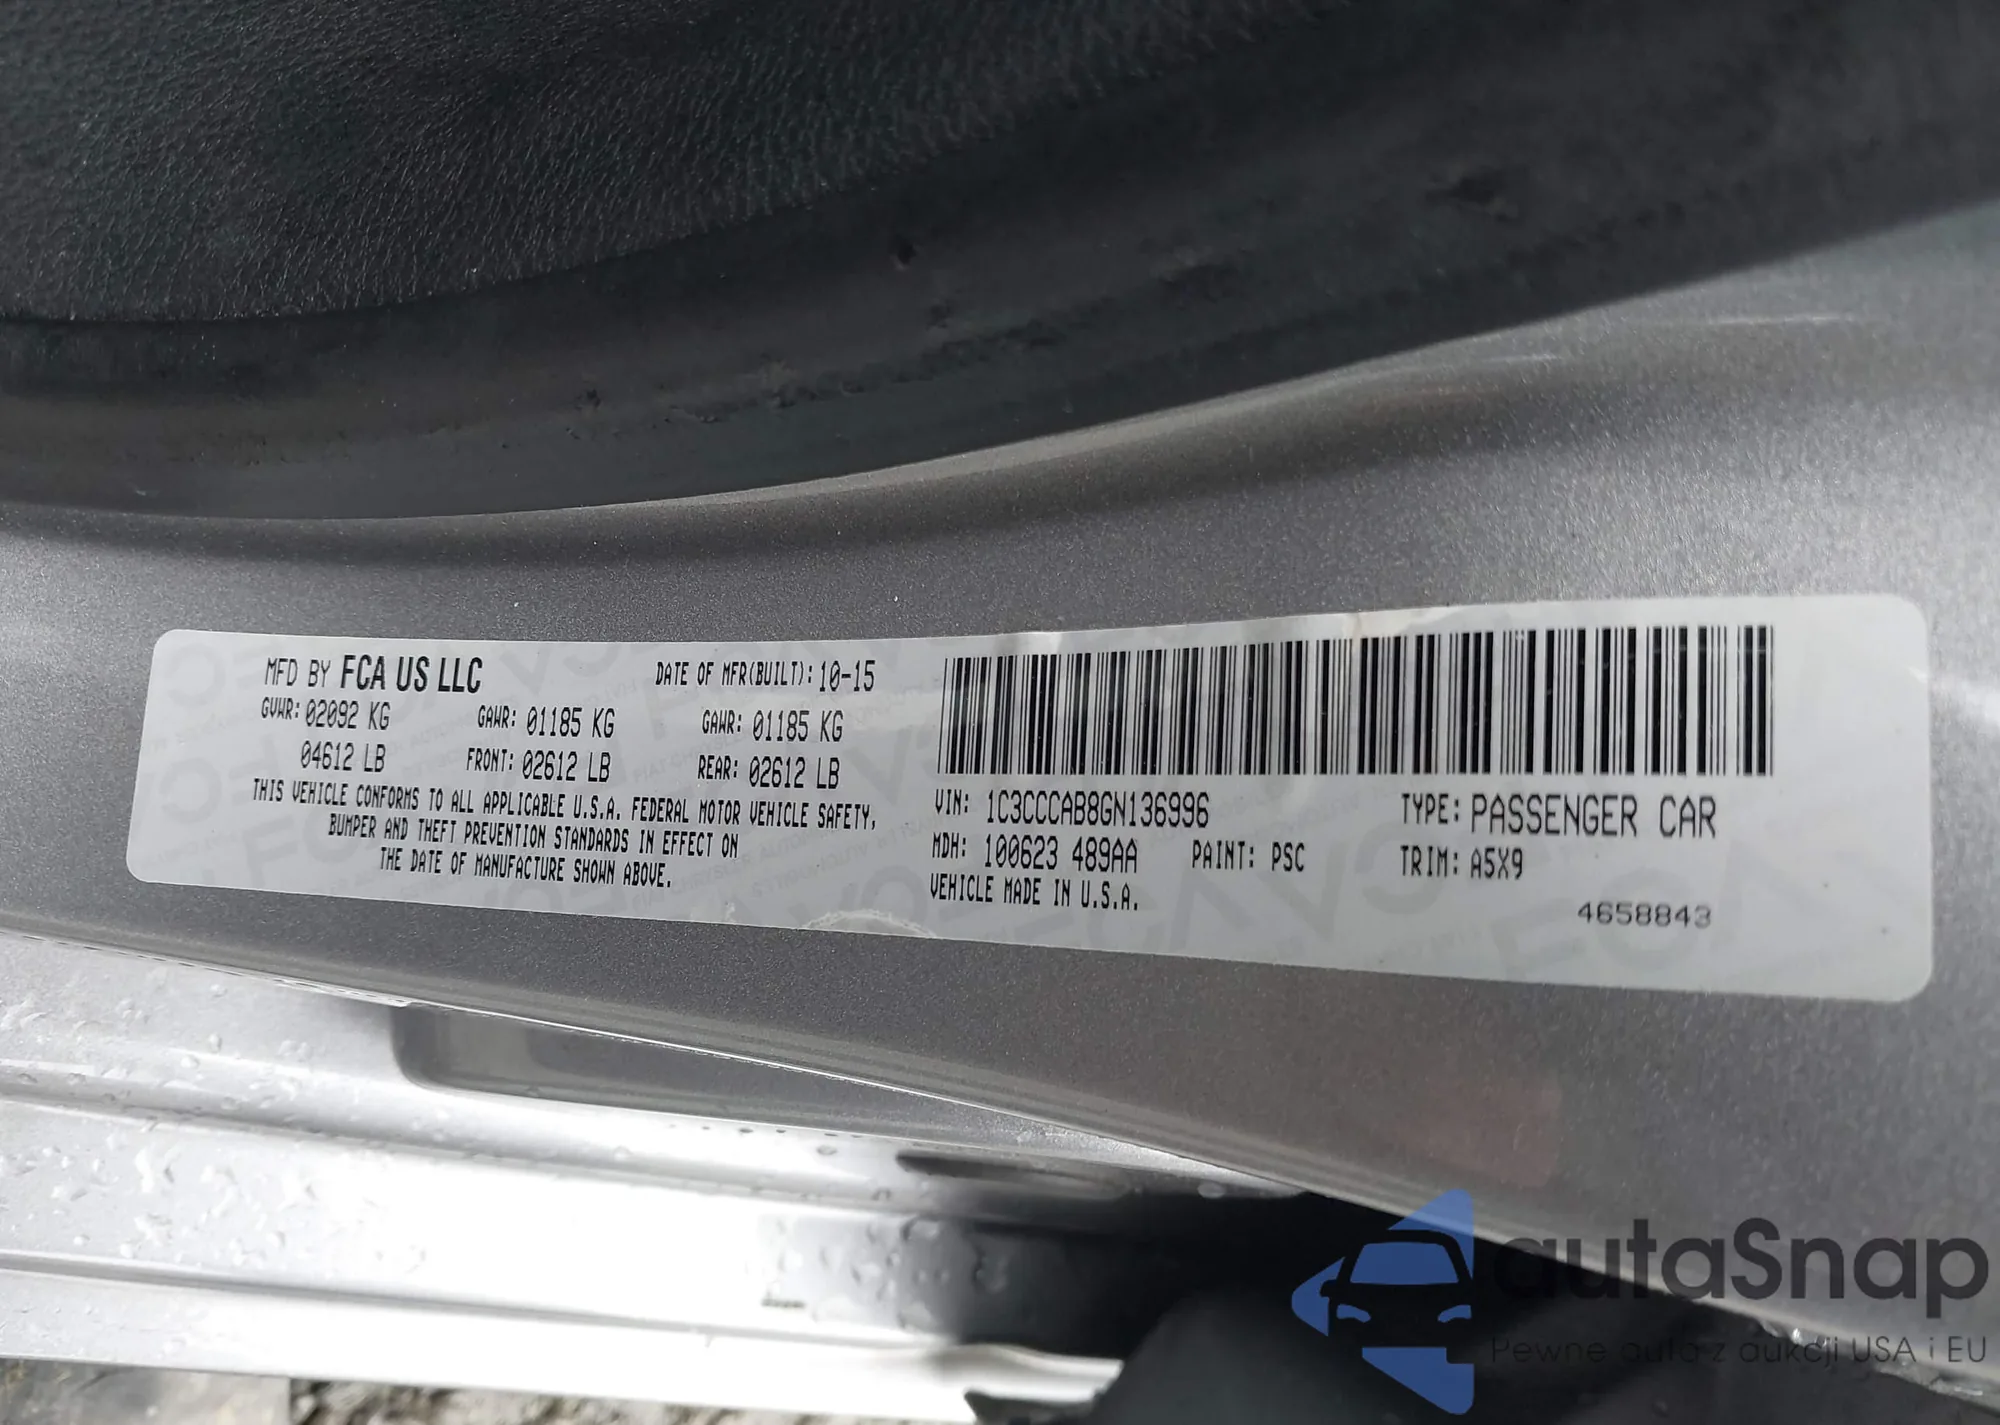 MFD BY FCA US LLC DATE OF MFR(BUILT): 10-15
GVWR: 02092 KG GAWR: 01185 KG GAWR: 01185 KG
04612 LB FRONT: 02612 LB REAR: 02612 LB
THIS VEHICLE CONFORMS TO ALL APPLICABLE U.S.A. FEDERAL MOTOR VEHICLE SAFETY,
BUMPER AND THEFT PREVENTION STANDARDS IN EFFECT ON
THE DATE OF MANUFACTURE SHOWN ABOVE.
VIN: 1C3CCCAB8GN136996 TYPE: PASSENGER CAR
MDH: 100623 489AA PAINT: PSC TRIM: A5X9
VEHICLE MADE IN U.S.A.
4658843
autaSnap
Pewne auta z aukcji USA i EU